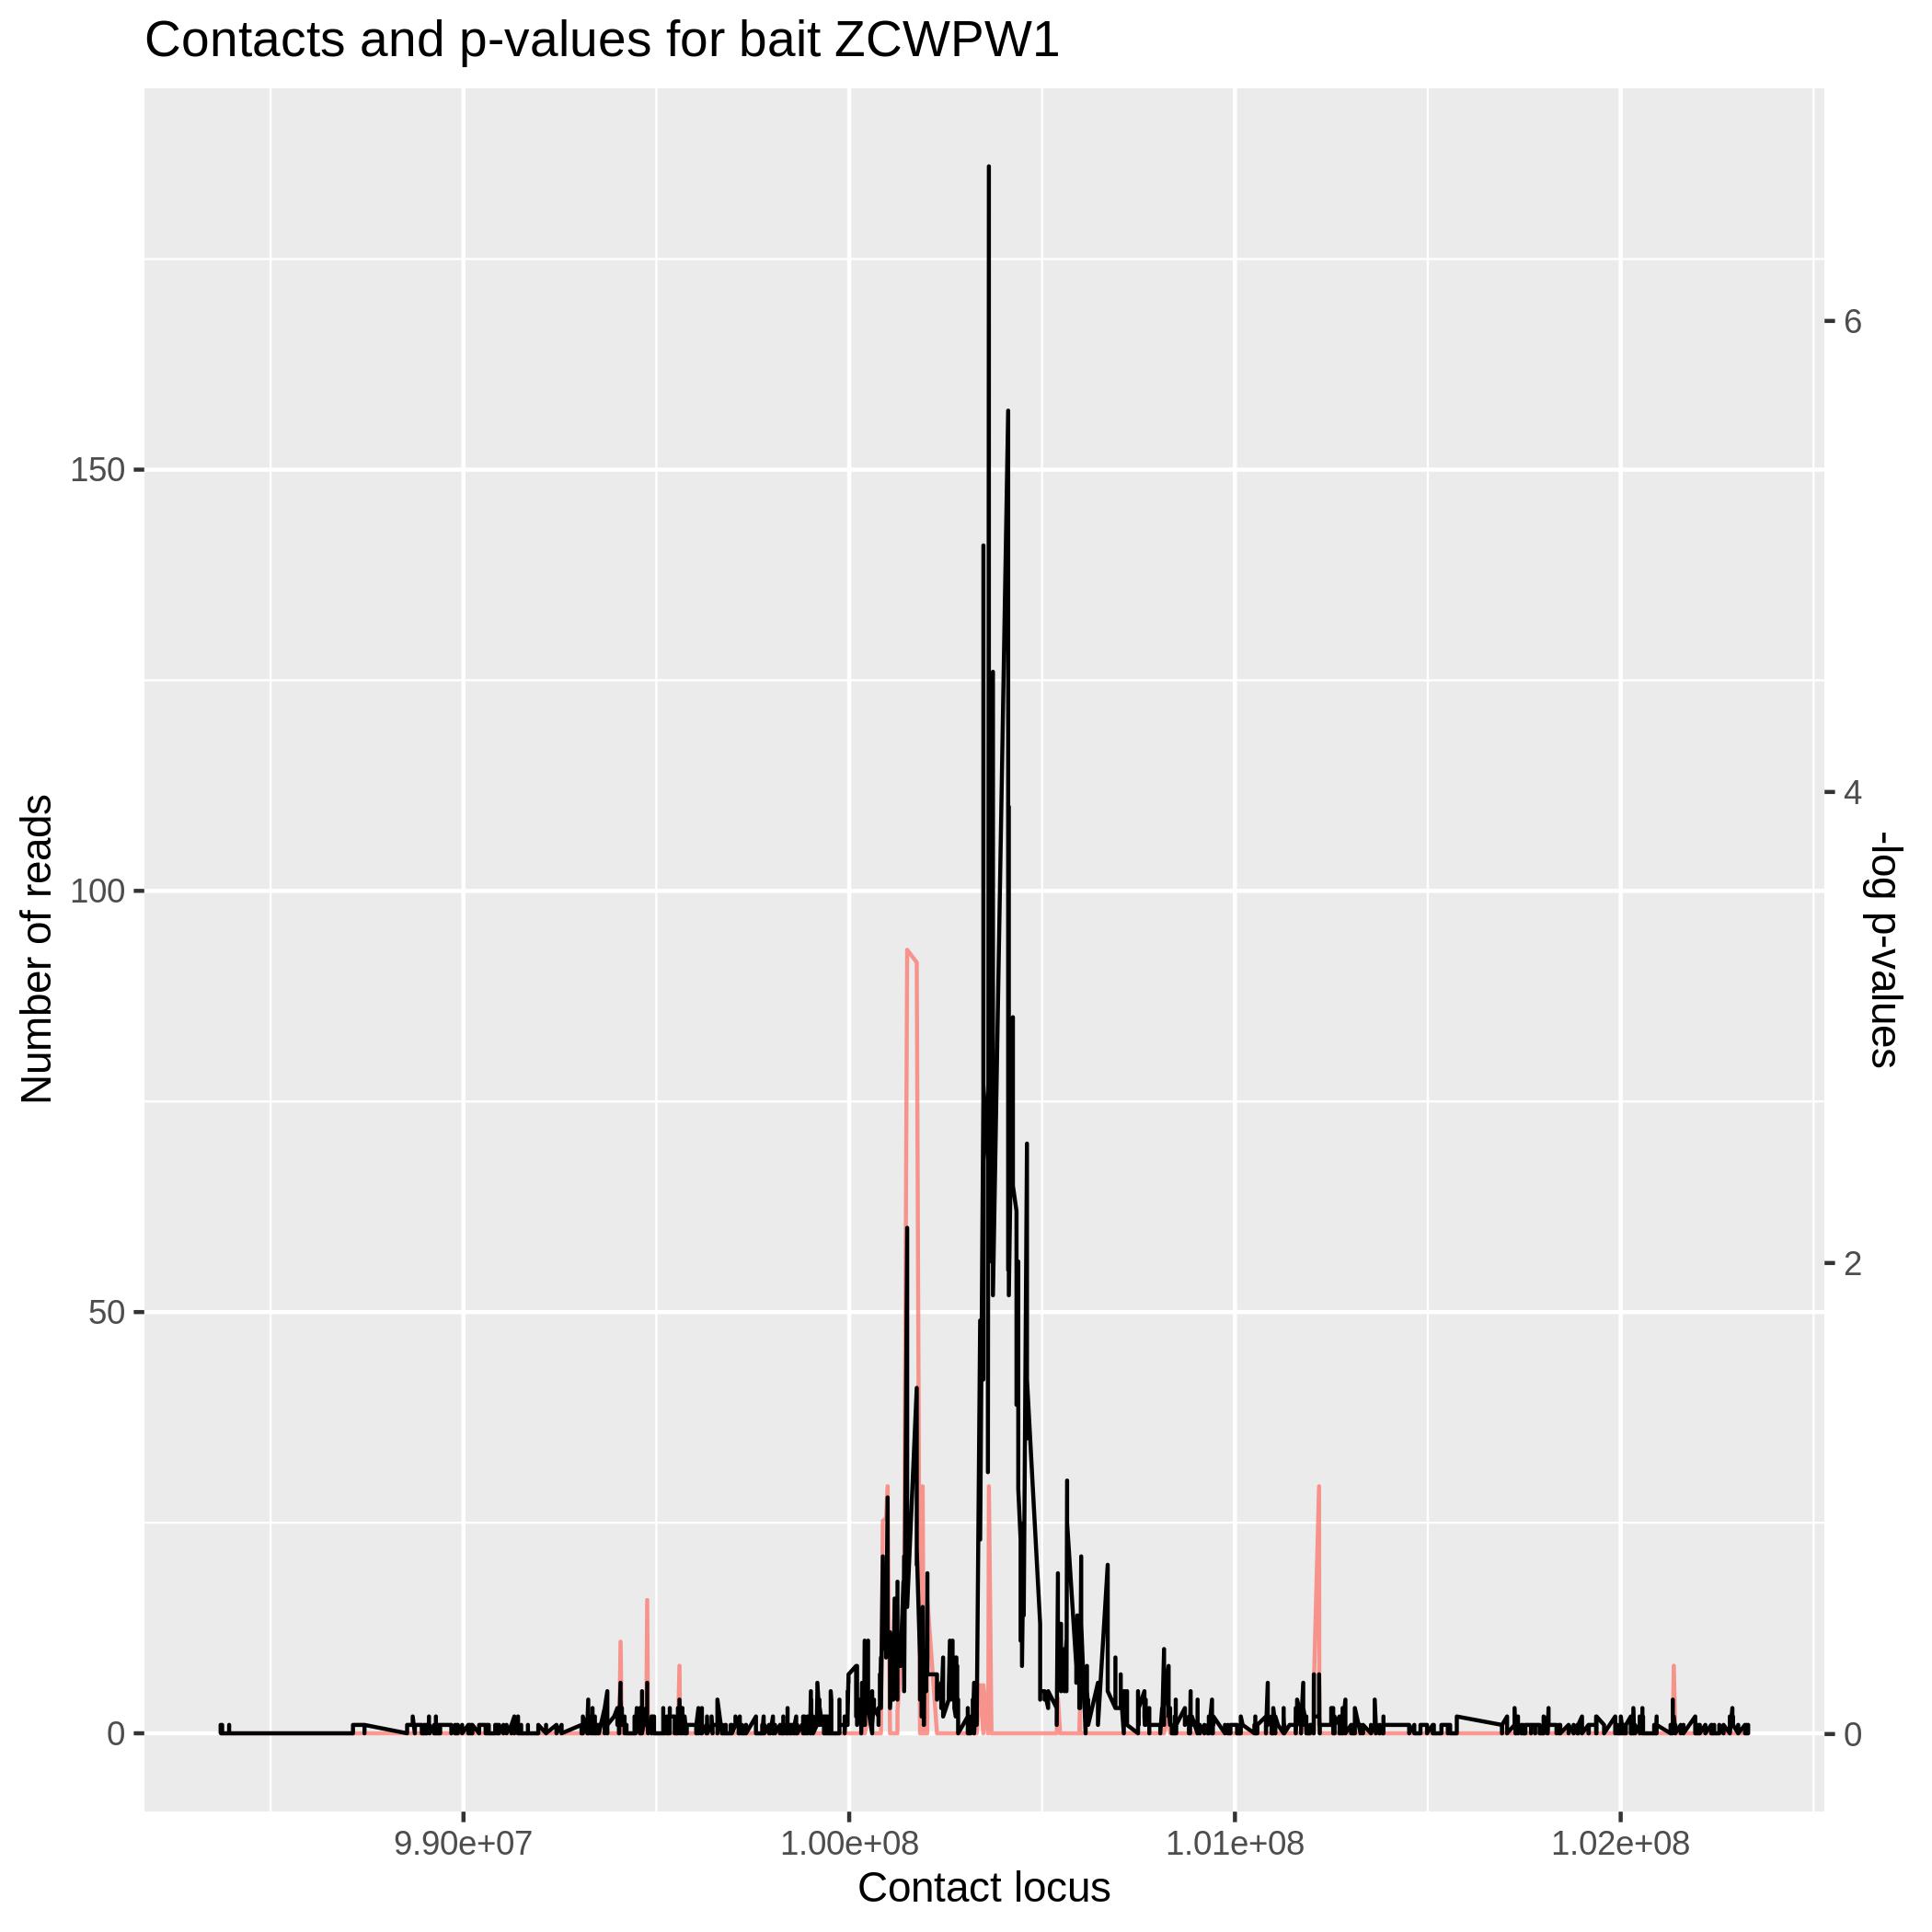 Contacts and p-values for bait ZCWPW1
Number of reads
150
100
50
0
6
4
2
0
-log p-values
9.90e+07
1.00e+08
1.01e+08
1.02e+08
Contact locus